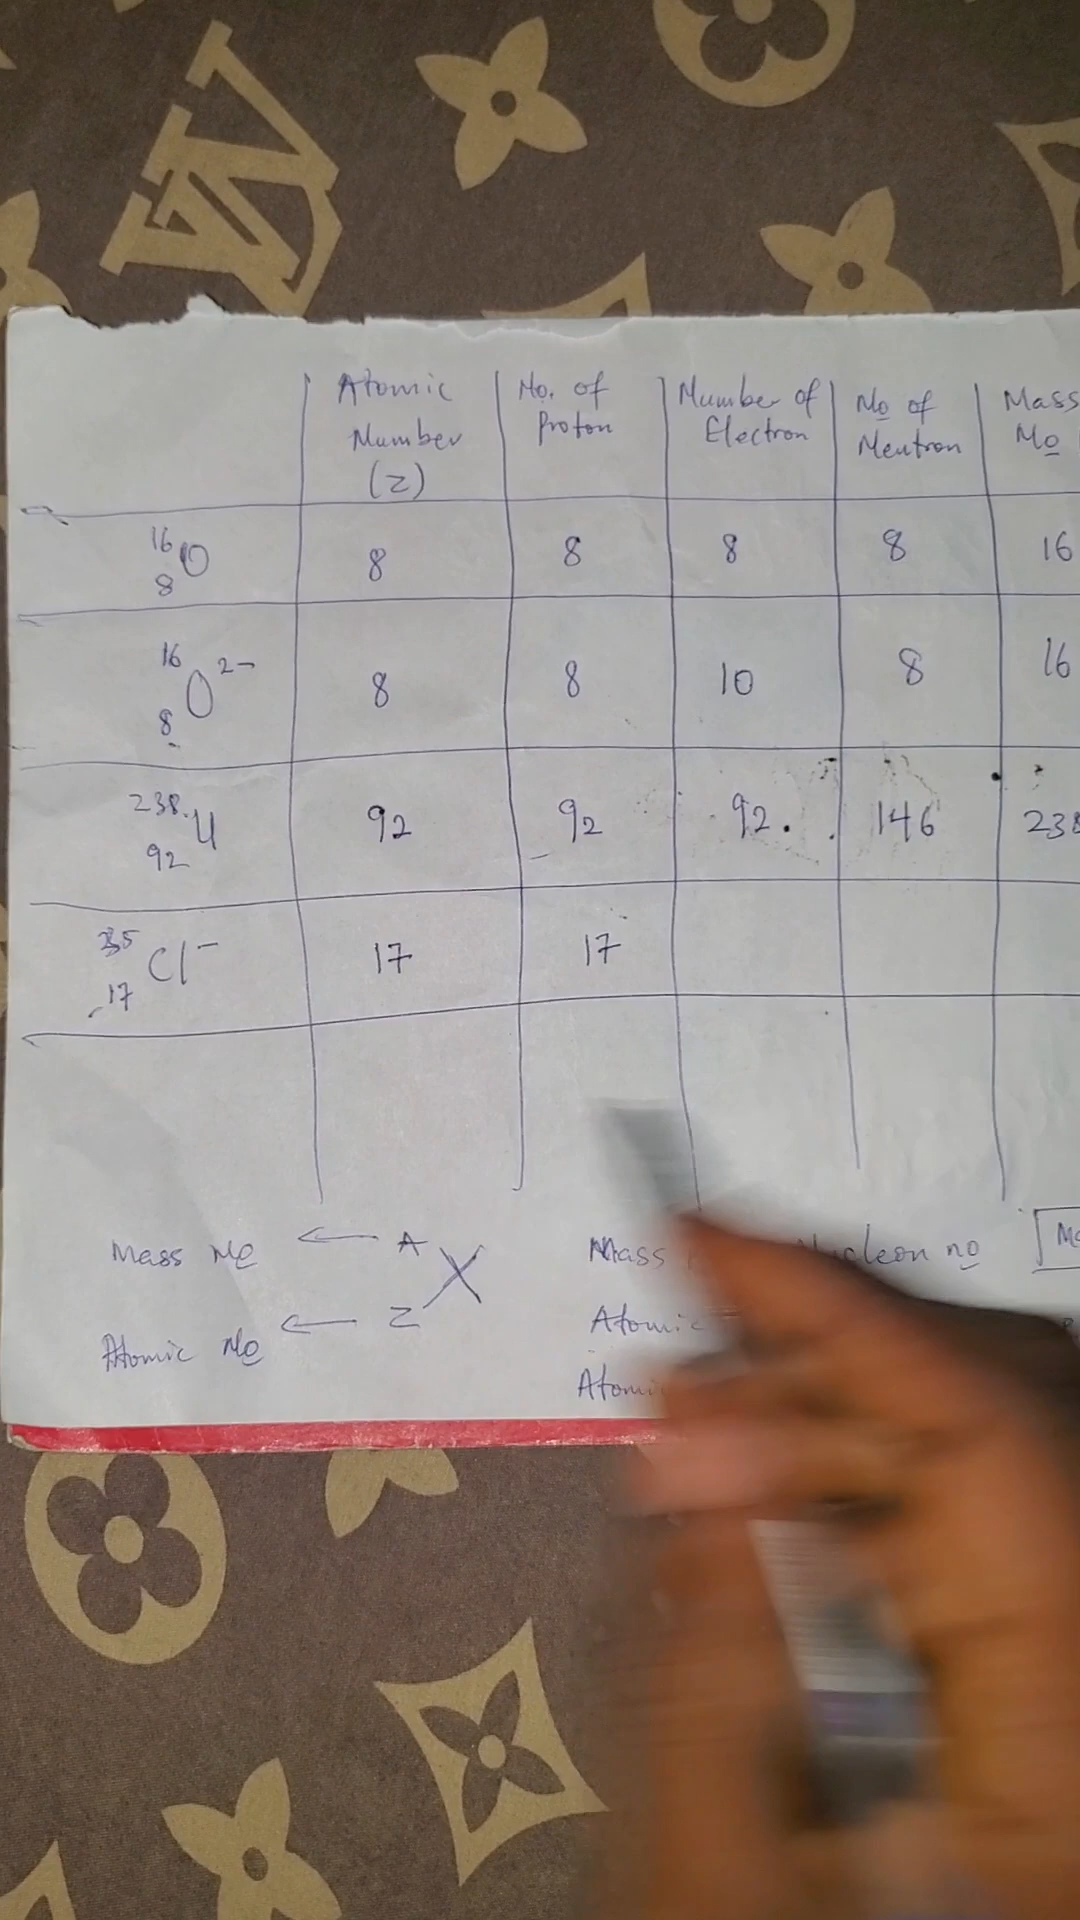 Atomic Number (Z) No. of Proton Number of Electron No of Neutron Mass No
16 8 O 8 8 8 8 16
16 8 O 2- 8 8 10 8 16
238 92 U 92 92 92 146 238
35 17 Cl - 17 17
Mass No ← A X Mass Nucleon no
Atomic No ← Z Atomic